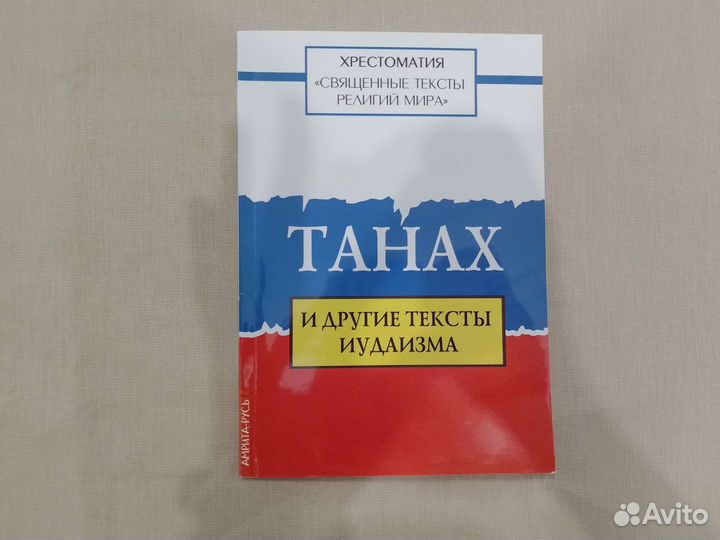 ХРЕСТОМАТИЯ
«СВЯЩЕННЫЕ ТЕКСТЫ
РЕЛИГИЙ МИРА»
ТАНАХ
И ДРУГИЕ ТЕКСТЫ
ИУДАИЗМА
АМРИТА-РУСЬ
Avito